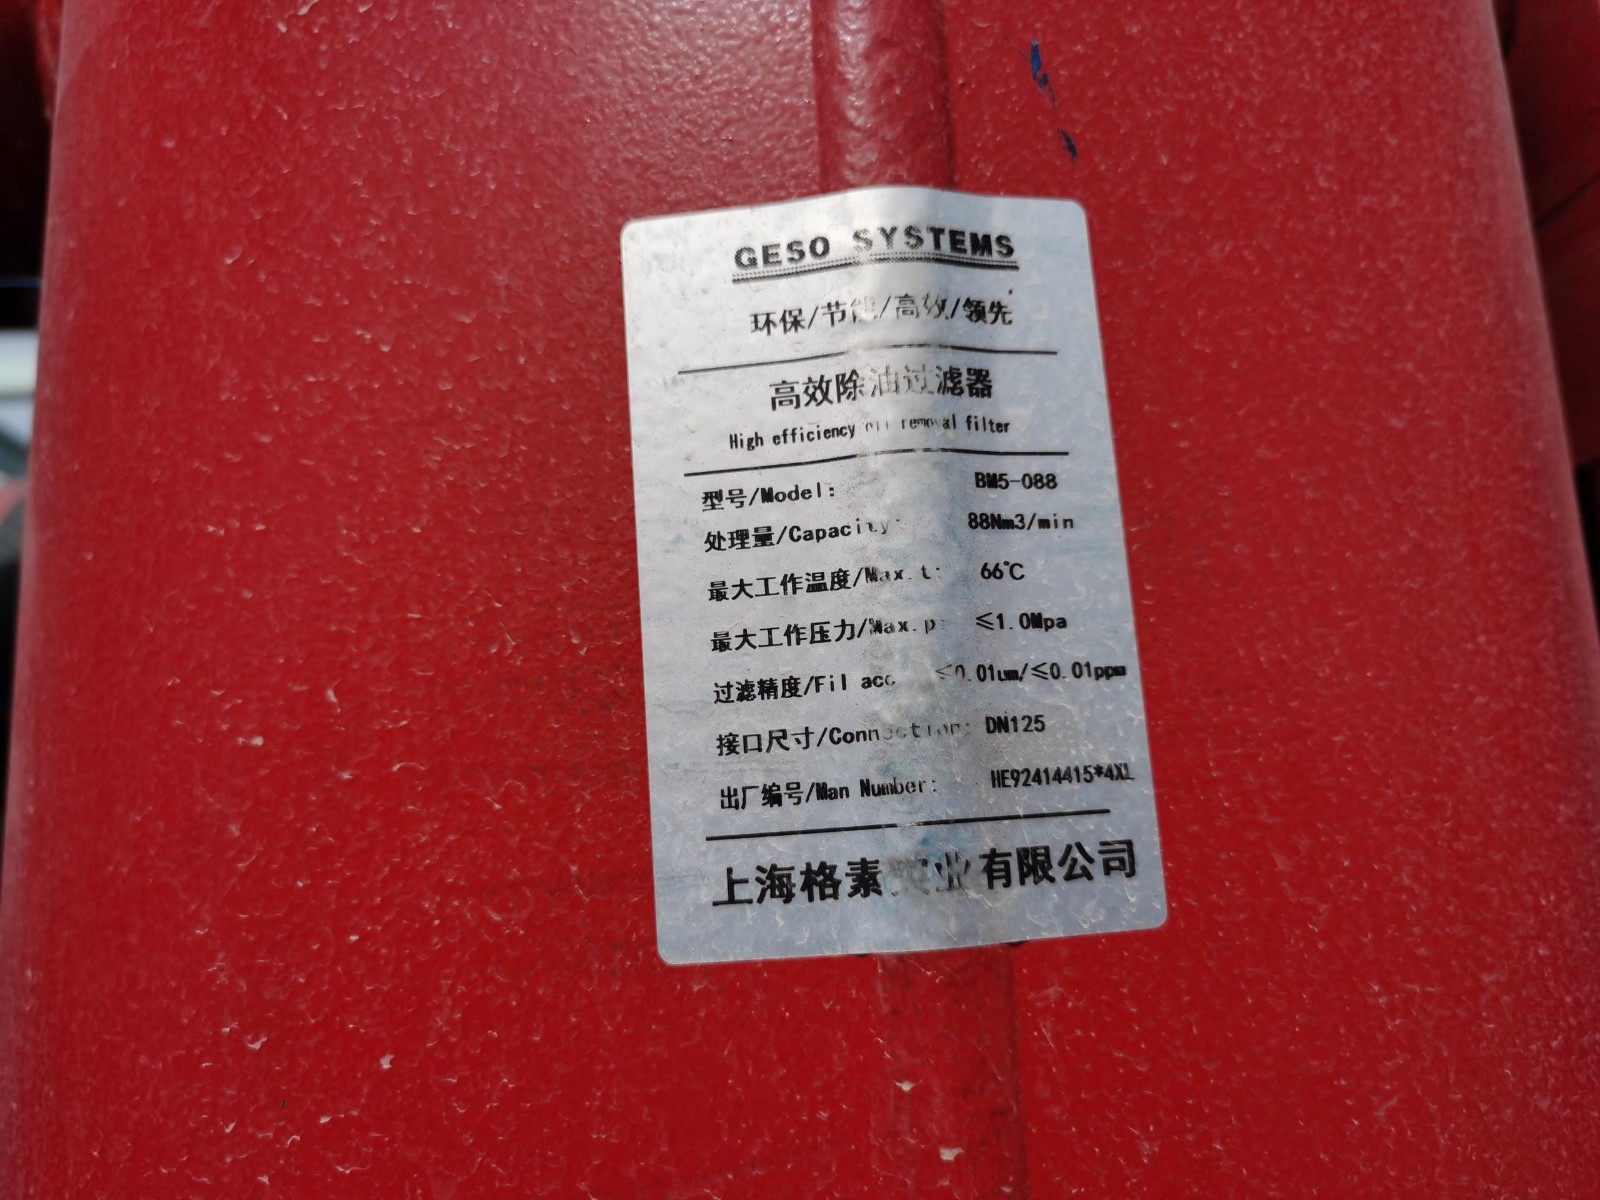 GESO SYSTEMS
环保/节能/高效/领先
高效除油过滤器
High efficiency oil removal filter
型号/Model: BM5-088
处理量/Capacity: 88Nm3/min
最大工作温度/Max.t: 66℃
最大工作压力/Max.p: ≤1.0Mpa
过滤精度/Fil acc ≤0.01um/≤0.01ppm
接口尺寸/Connection: DN125
出厂编号/Man Number: HE92414415*4XL
上海格素实业有限公司